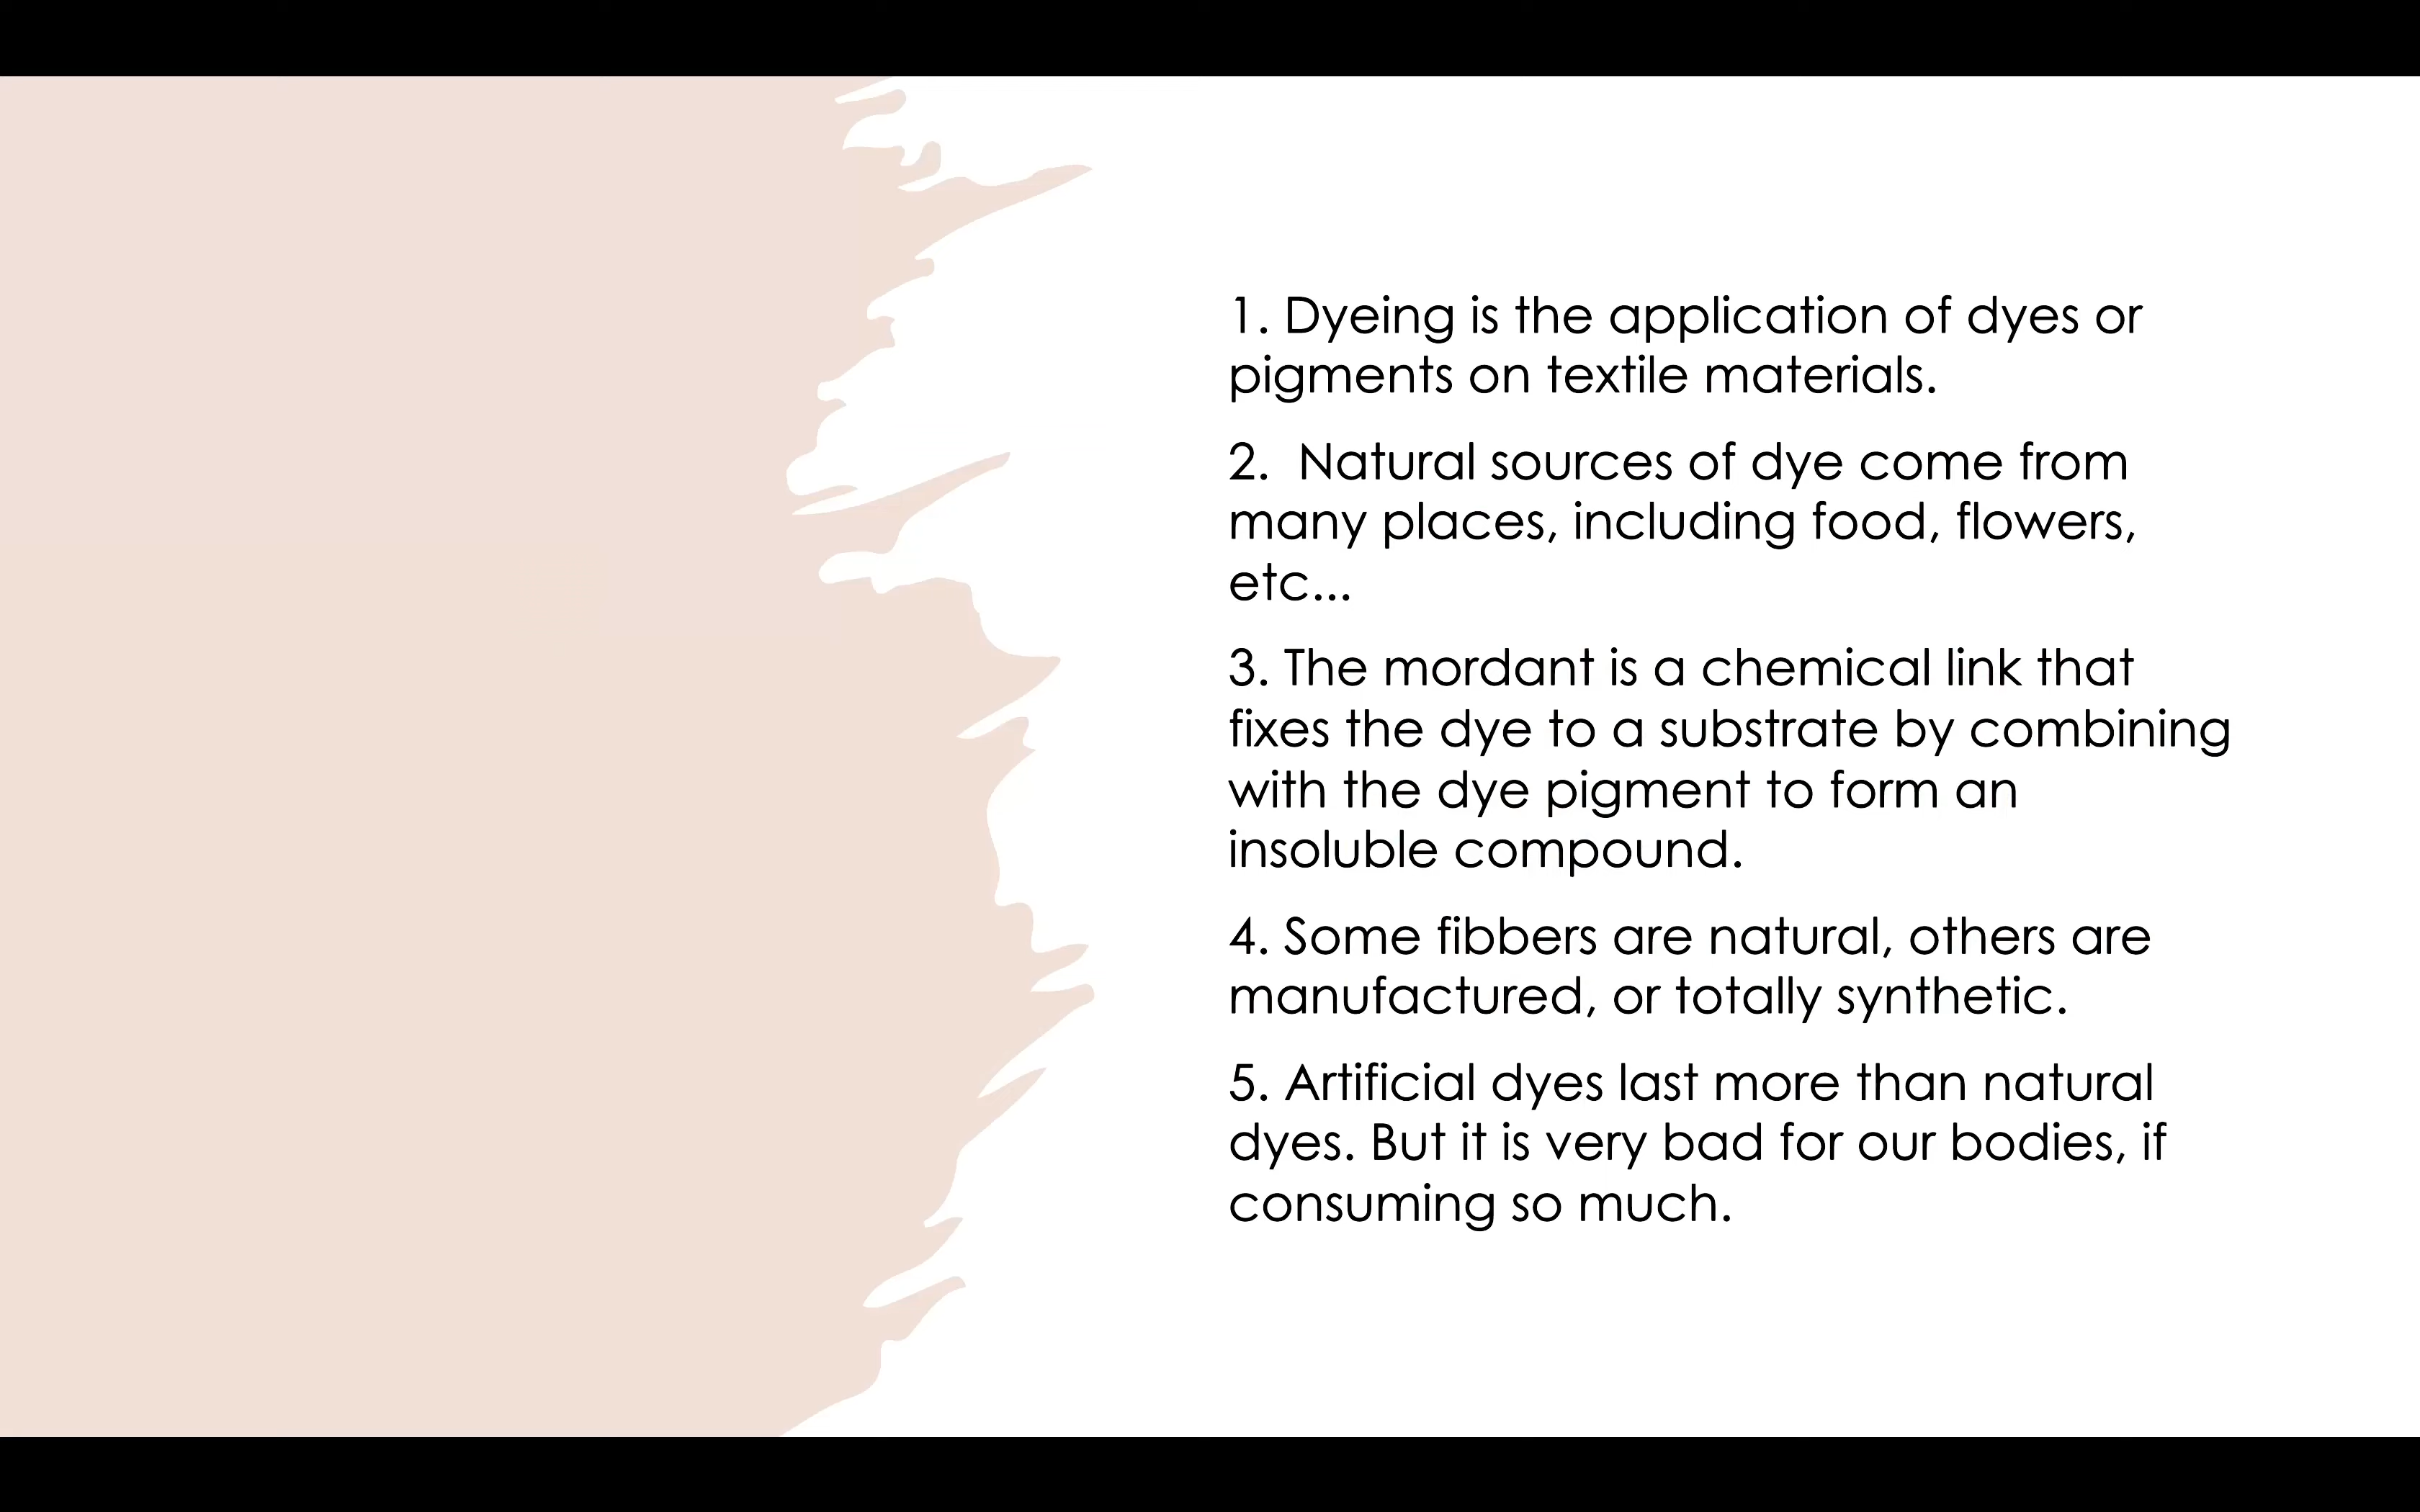 1. Dyeing is the application of dyes or
pigments on textile materials.
2.  Natural sources of dye come from
many places, including food, flowers,
etc...
3. The mordant is a chemical link that
fixes the dye to a substrate by combining
with the dye pigment to form an
insoluble compound.
4. Some fibbers are natural, others are
manufactured, or totally synthetic.
5. Artificial dyes last more than natural
dyes. But it is very bad for our bodies, if
consuming so much.